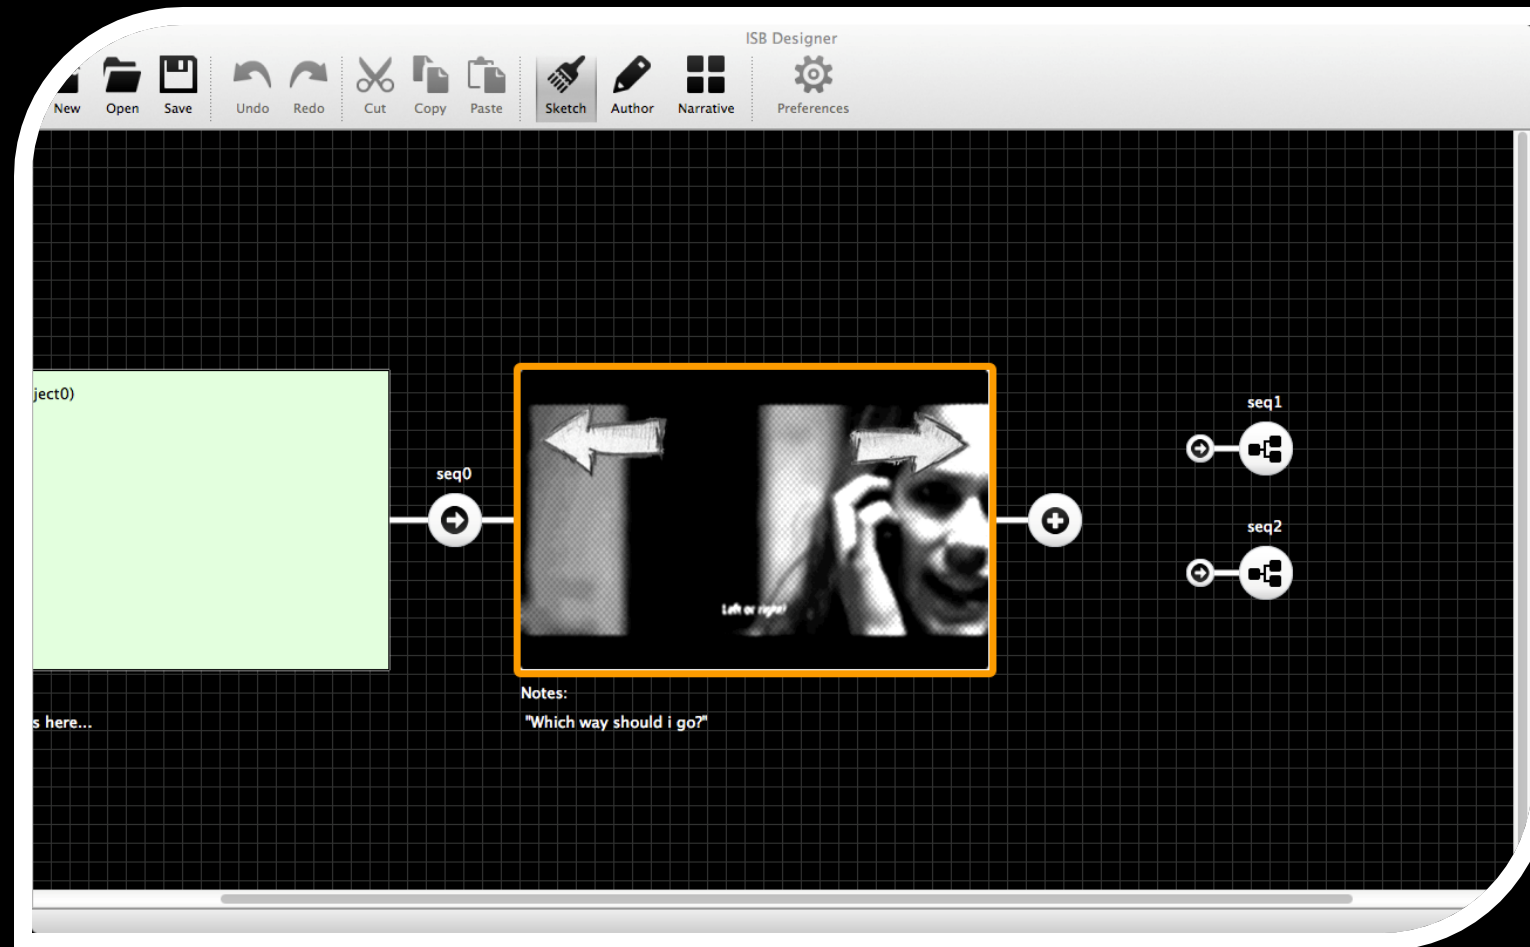 ISB Designer
New Open Save Undo Redo Cut Copy Paste Sketch Author Narrative Preferences
ject0)
seq1
seq0
seq2
Left or right?
Notes:
s here...
"Which way should i go?"